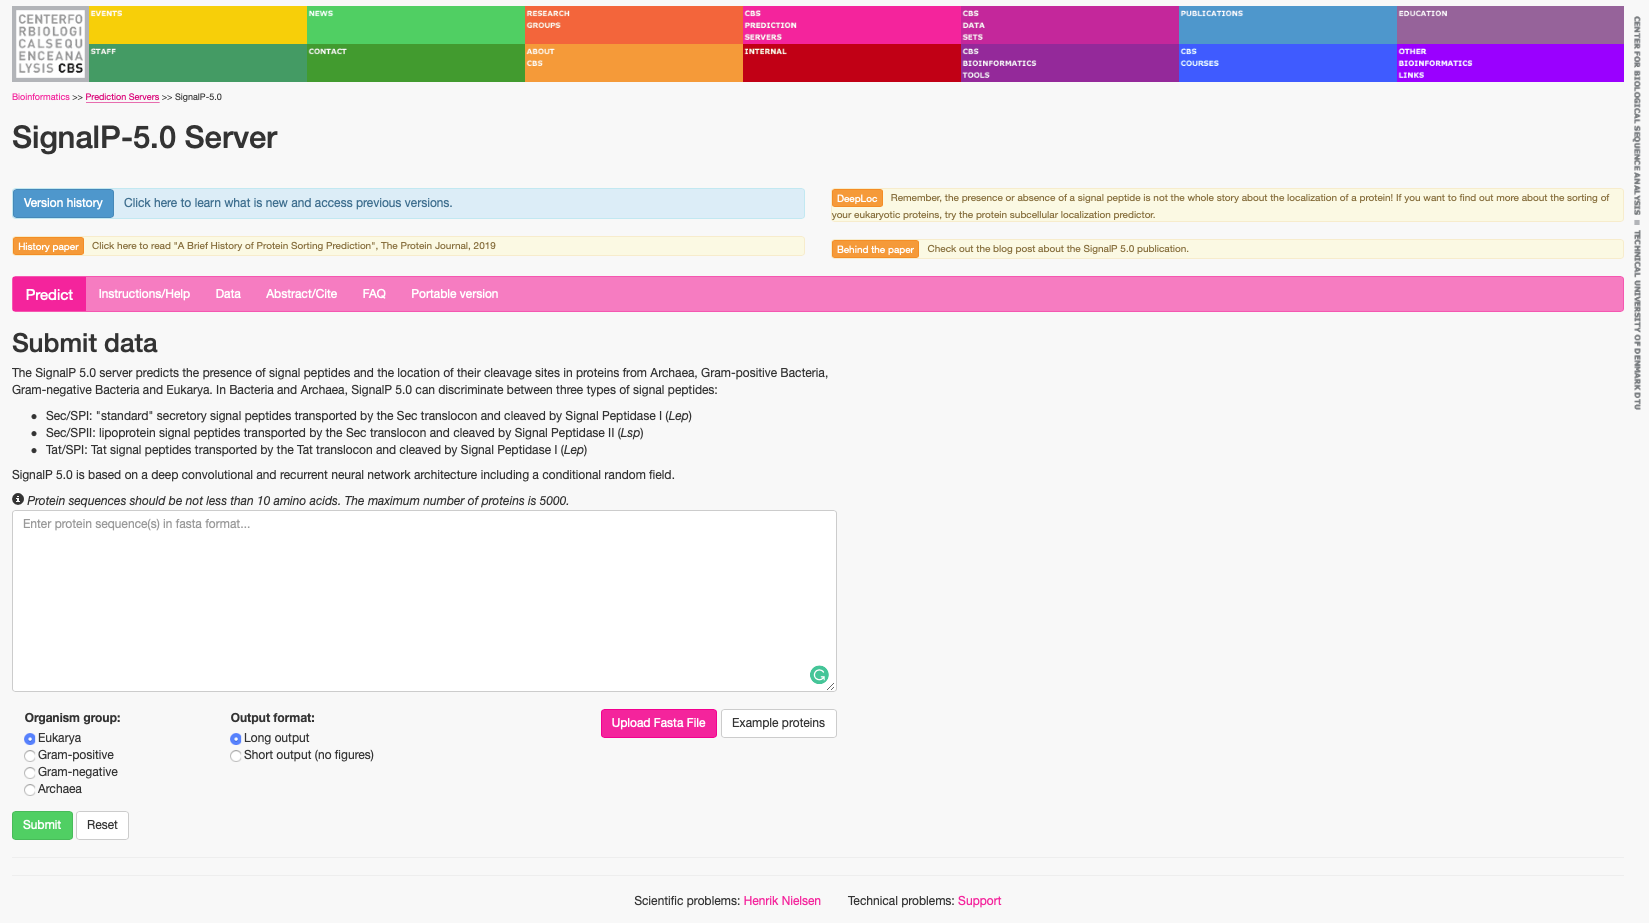 CENTERFO
RBIOLOGI
CALSEQU
ENCEANA
LYSIS CBS
EVENTS
NEWS
RESEARCH
GROUPS
CBS
PREDICTION
SERVERS
CBS
DATA
SETS
PUBLICATIONS
EDUCATION
STAFF
CONTACT
ABOUT
CBS
INTERNAL
CBS
BIOINFORMATICS
TOOLS
CBS
COURSES
OTHER
BIOINFORMATICS
LINKS
CENTER FOR BIOLOGICAL SEQUENCE ANALYSIS = TECHNICAL UNIVERSITY OF DENMARK DTU
Bioinformatics >> Prediction Servers >> SignalP-5.0
SignalP-5.0 Server
Version history Click here to learn what is new and access previous versions.
DeepLoc Remember, the presence or absence of a signal peptide is not the whole story about the localization of a protein! If you want to find out more about the sorting of
your eukaryotic proteins, try the protein subcellular localization predictor.
History paper Click here to read "A Brief History of Protein Sorting Prediction", The Protein Journal, 2019
Behind the paper Check out the blog post about the SignalP 5.0 publication.
Predict Instructions/Help Data Abstract/Cite FAQ Portable version
Submit data
The SignalP 5.0 server predicts the presence of signal peptides and the location of their cleavage sites in proteins from Archaea, Gram-positive Bacteria,
Gram-negative Bacteria and Eukarya. In Bacteria and Archaea, SignalP 5.0 can discriminate between three types of signal peptides:
• Sec/SPI: "standard" secretory signal peptides transported by the Sec translocon and cleaved by Signal Peptidase I (Lep)
• Sec/SPII: lipoprotein signal peptides transported by the Sec translocon and cleaved by Signal Peptidase II (Lsp)
• Tat/SPI: Tat signal peptides transported by the Tat translocon and cleaved by Signal Peptidase I (Lep)
SignalP 5.0 is based on a deep convolutional and recurrent neural network architecture including a conditional random field.
Protein sequences should be not less than 10 amino acids. The maximum number of proteins is 5000.
Enter protein sequence(s) in fasta format...
Organism group:
Eukarya
Gram-positive
Gram-negative
Archaea
Output format:
Long output
Short output (no figures)
Upload Fasta File Example proteins
Submit Reset
Scientific problems: Henrik Nielsen Technical problems: Support